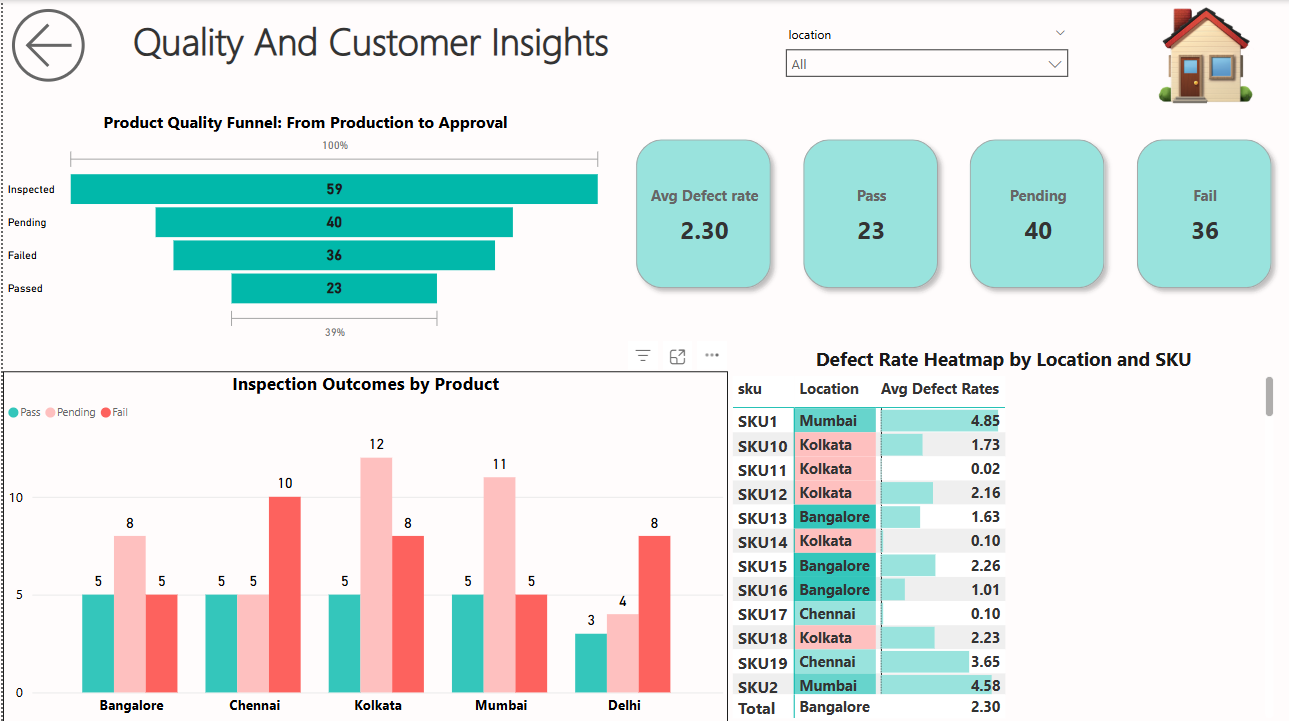 Quality And Customer Insights
location
All
Product Quality Funnel: From Production to Approval
100%
Inspected 59
Pending 40
Failed 36
Passed 23
39%
Avg Defect rate
2.30
Pass
23
Pending
40
Fail
36
Inspection Outcomes by Product
Pass Pending Fail
10
5
0
5 8 5
5 5 10
5 12 8
5 11 5
3 4 8
Bangalore Chennai Kolkata Mumbai Delhi
Defect Rate Heatmap by Location and SKU
sku Location Avg Defect Rates
SKU1 Mumbai 4.85
SKU10 Kolkata 1.73
SKU11 Kolkata 0.02
SKU12 Kolkata 2.16
SKU13 Bangalore 1.63
SKU14 Kolkata 0.10
SKU15 Bangalore 2.26
SKU16 Bangalore 1.01
SKU17 Chennai 0.10
SKU18 Kolkata 2.23
SKU19 Chennai 3.65
SKU2 Mumbai 4.58
Total Bangalore 2.30